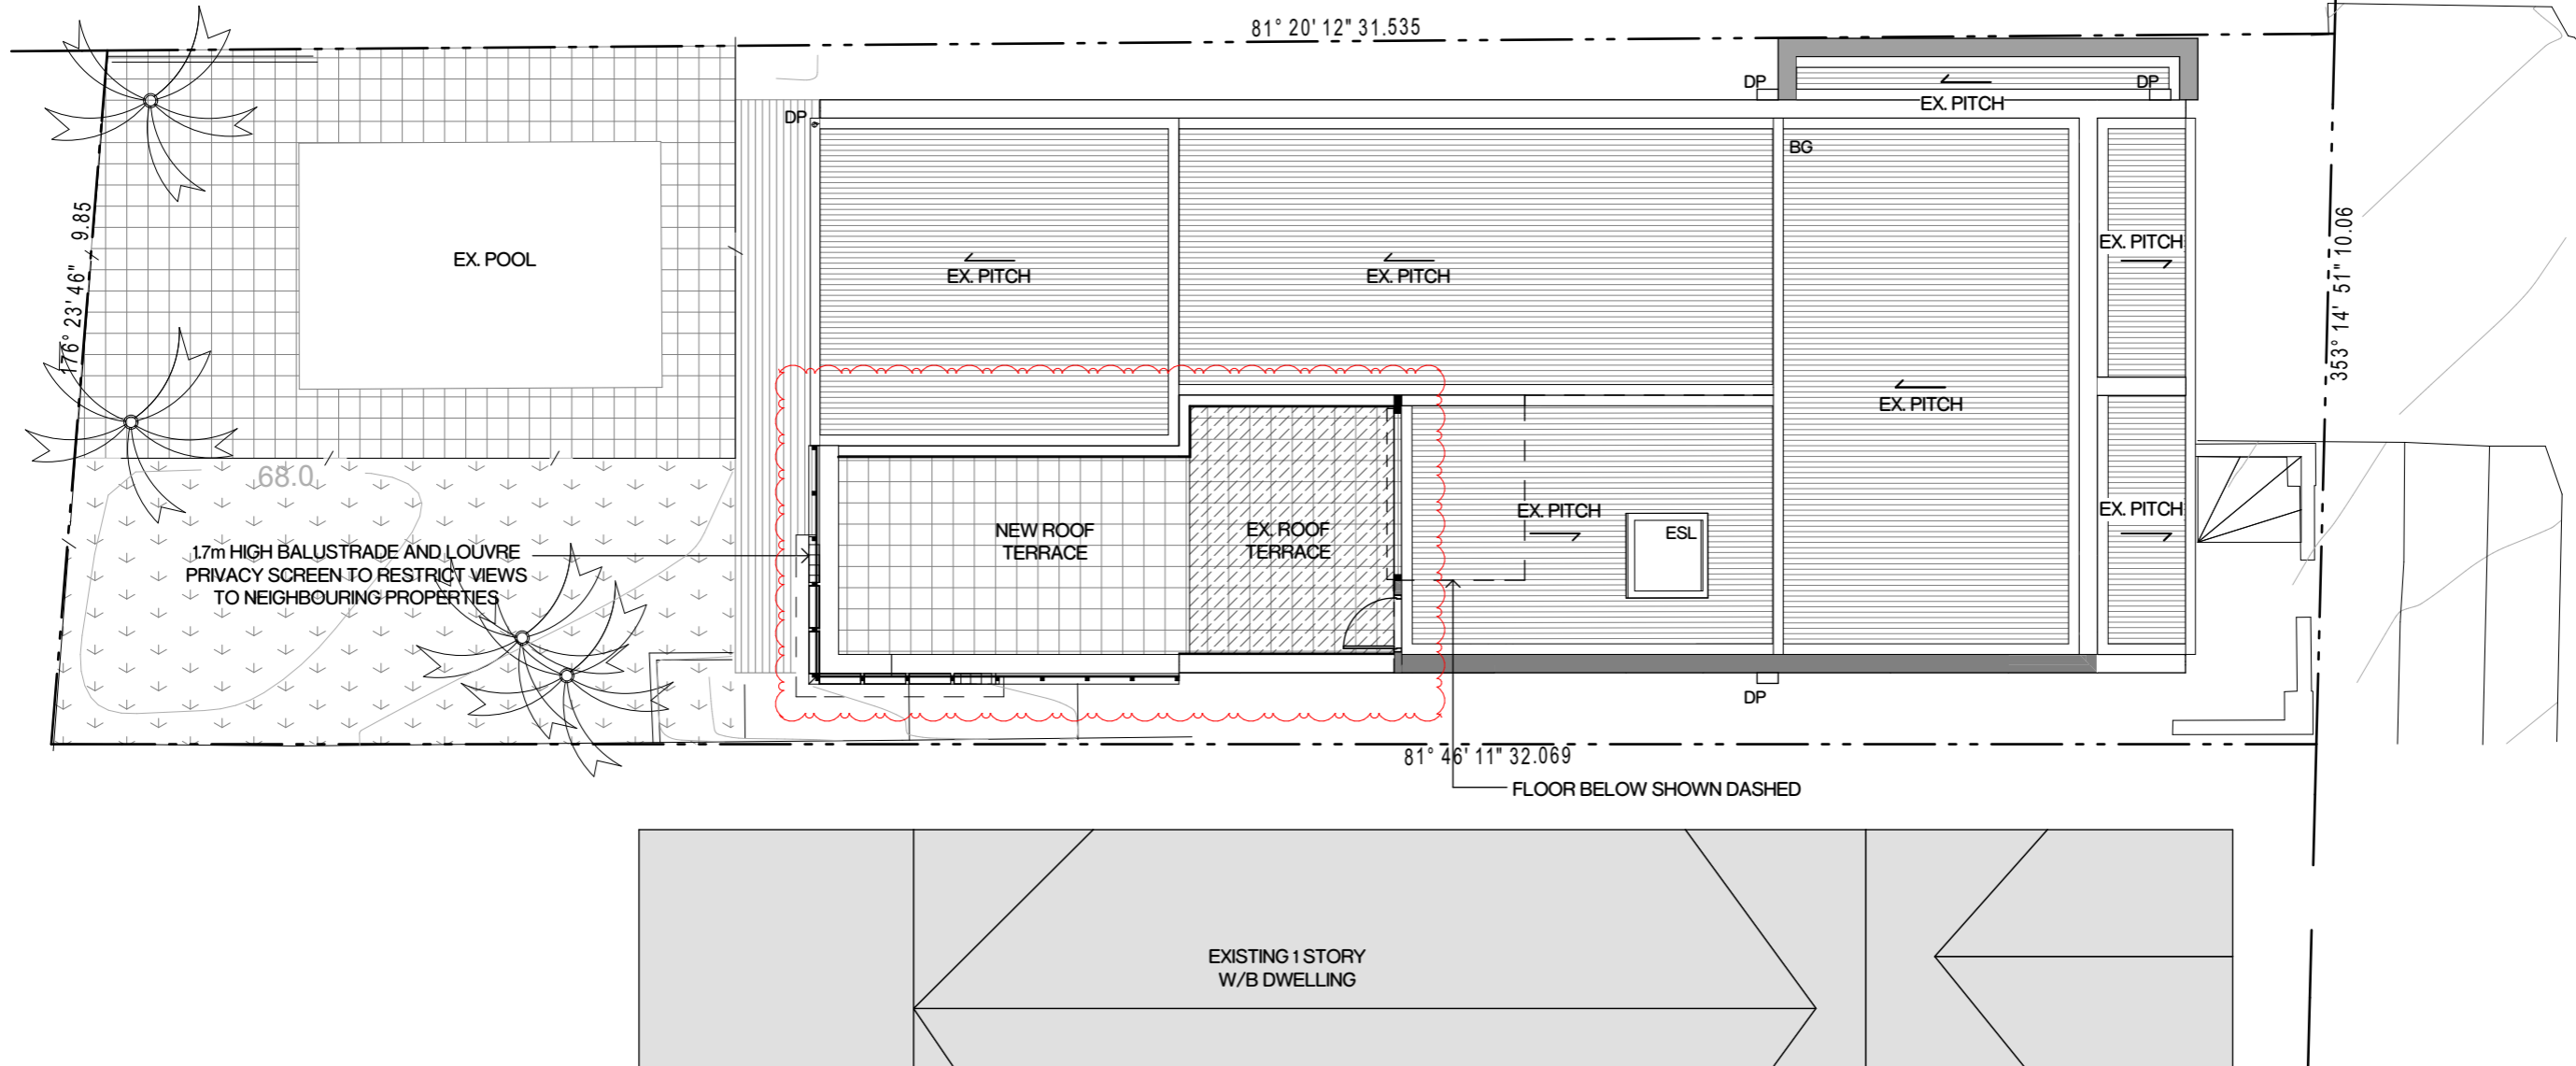 81° 20' 12" 31.535
DP
DP
EX. PITCH
DP
BG
176° 23' 46" 9.85
EX. POOL
EX. PITCH
EX. PITCH
EX. PITCH
353° 14' 51" 10.06
EX. PITCH
68.0
1.7m HIGH BALUSTRADE AND LOUVRE
PRIVACY SCREEN TO RESTRICT VIEWS
TO NEIGHBOURING PROPERTIES
NEW ROOF
TERRACE
EX. ROOF
TERRACE
EX. PITCH
ESL
EX. PITCH
DP
81° 46' 11" 32.069
FLOOR BELOW SHOWN DASHED
EXISTING 1 STORY
W/B DWELLING